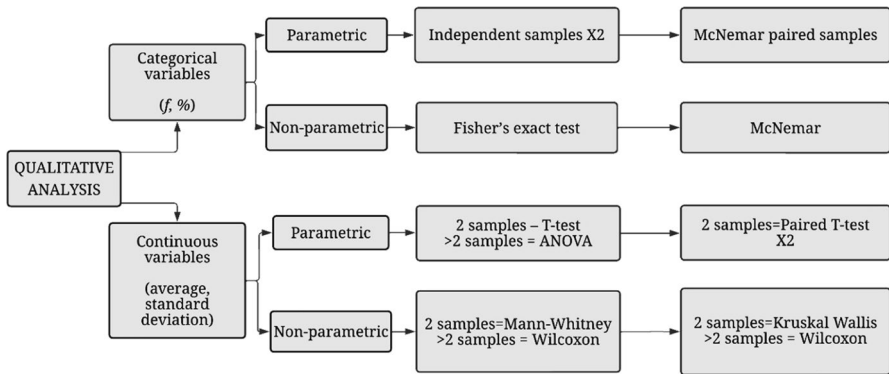 QUALITATIVE
ANALYSIS
Categorical
variables
(f, %)
Parametric
Independent samples X2
McNemar paired samples
Non-parametric
Fisher's exact test
McNemar
Continuous
variables
(average,
standard
deviation)
Parametric
2 samples – T-test
>2 samples = ANOVA
2 samples=Paired T-test
X2
Non-parametric
2 samples=Mann-Whitney
>2 samples = Wilcoxon
2 samples=Kruskal Wallis
>2 samples = Wilcoxon